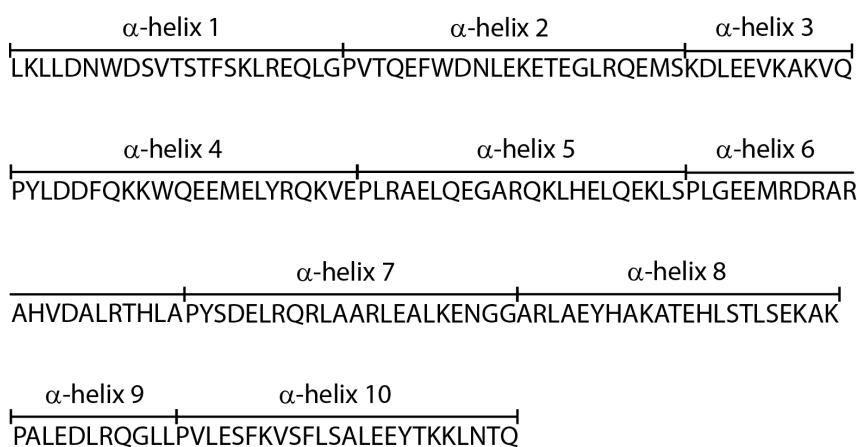 α-helix 1 α-helix 2 α-helix 3
LKLLDNWDSVTSTFSKLREQLGPVTQEFWDNLEKETEGLRQEMSKDLEEVKAKVQ
α-helix 4 α-helix 5 α-helix 6
PYLDDFQKKWQEEMELYRQKVEPLRAELQEGARQKLHELQEKLSPLGEEMRDRAR
α-helix 7 α-helix 8
AHVDALRTHLAPYSDELRQRLAARLEALKENGGARLAEYHAKATEHLSTLSEKAK
α-helix 9 α-helix 10
PALEDLRQGLLPVLESFKVSFLSALEEYTKKLNTQ